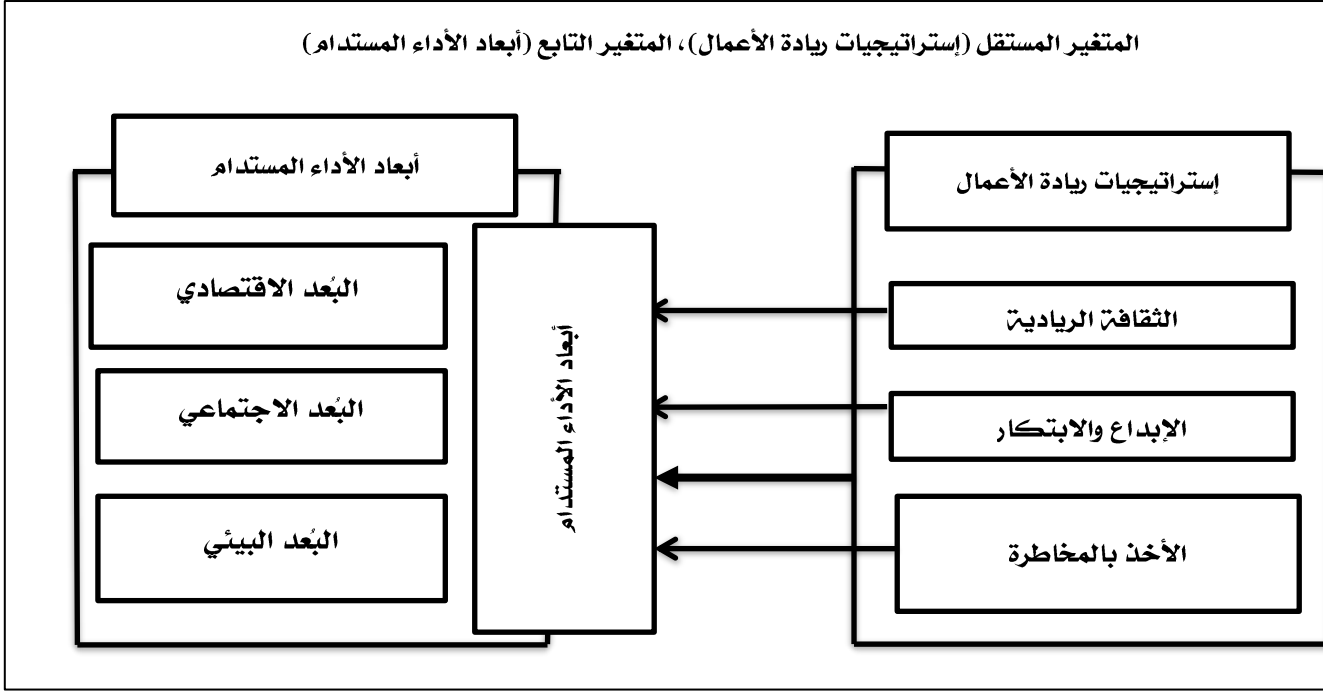 المتغير المستقل (إستراتيجيات ريادة الأعمال)، المتغير التابع (أبعاد الأداء المستدام)
إستراتيجيات ريادة الأعمال
الثقافة الريادية
الإبداع والابتكار
الأخذ بالمخاطرة
أبعاد الأداء المستدام
أبعاد الأداء المستدام
البُعد الاقتصادي
البُعد الاجتماعي
البُعد البيئي